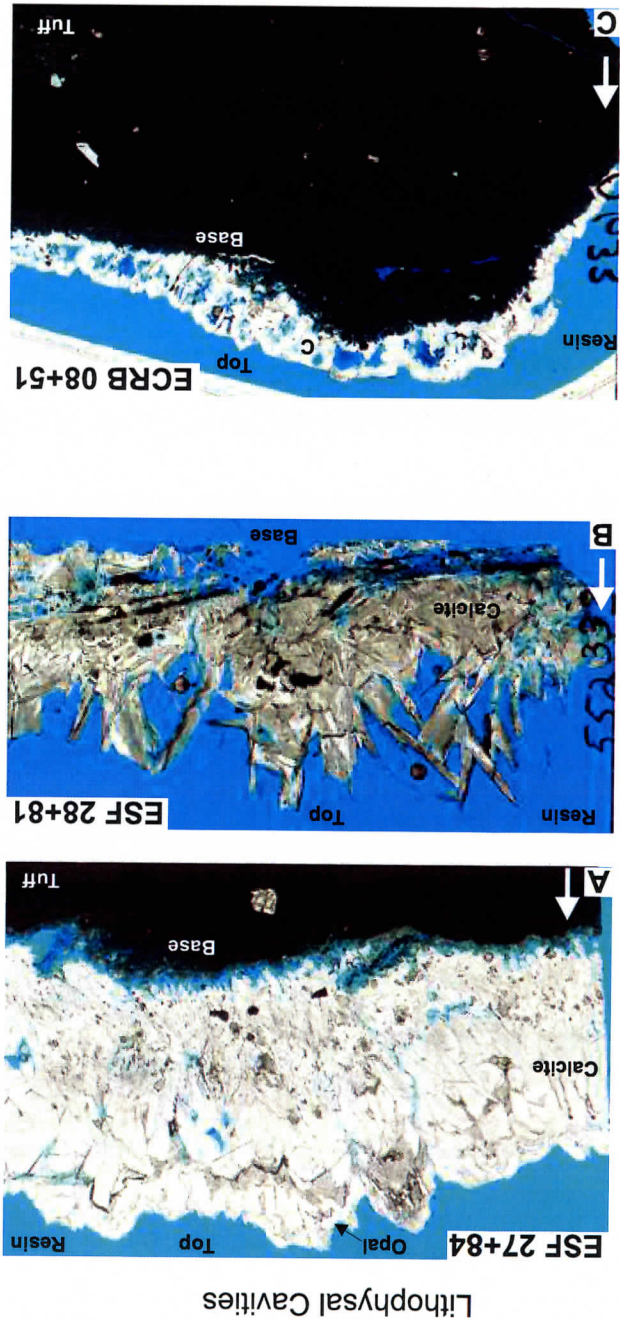 Lithophysal Cavities
ESF 27+84
Opal
Top
Resin
Calcite
Base
A
Tuff
Resin
Top
ESF 28+81
Calcite
B
Base
ECRB 08+51
Top
Resin
C
Base
C
Tuff